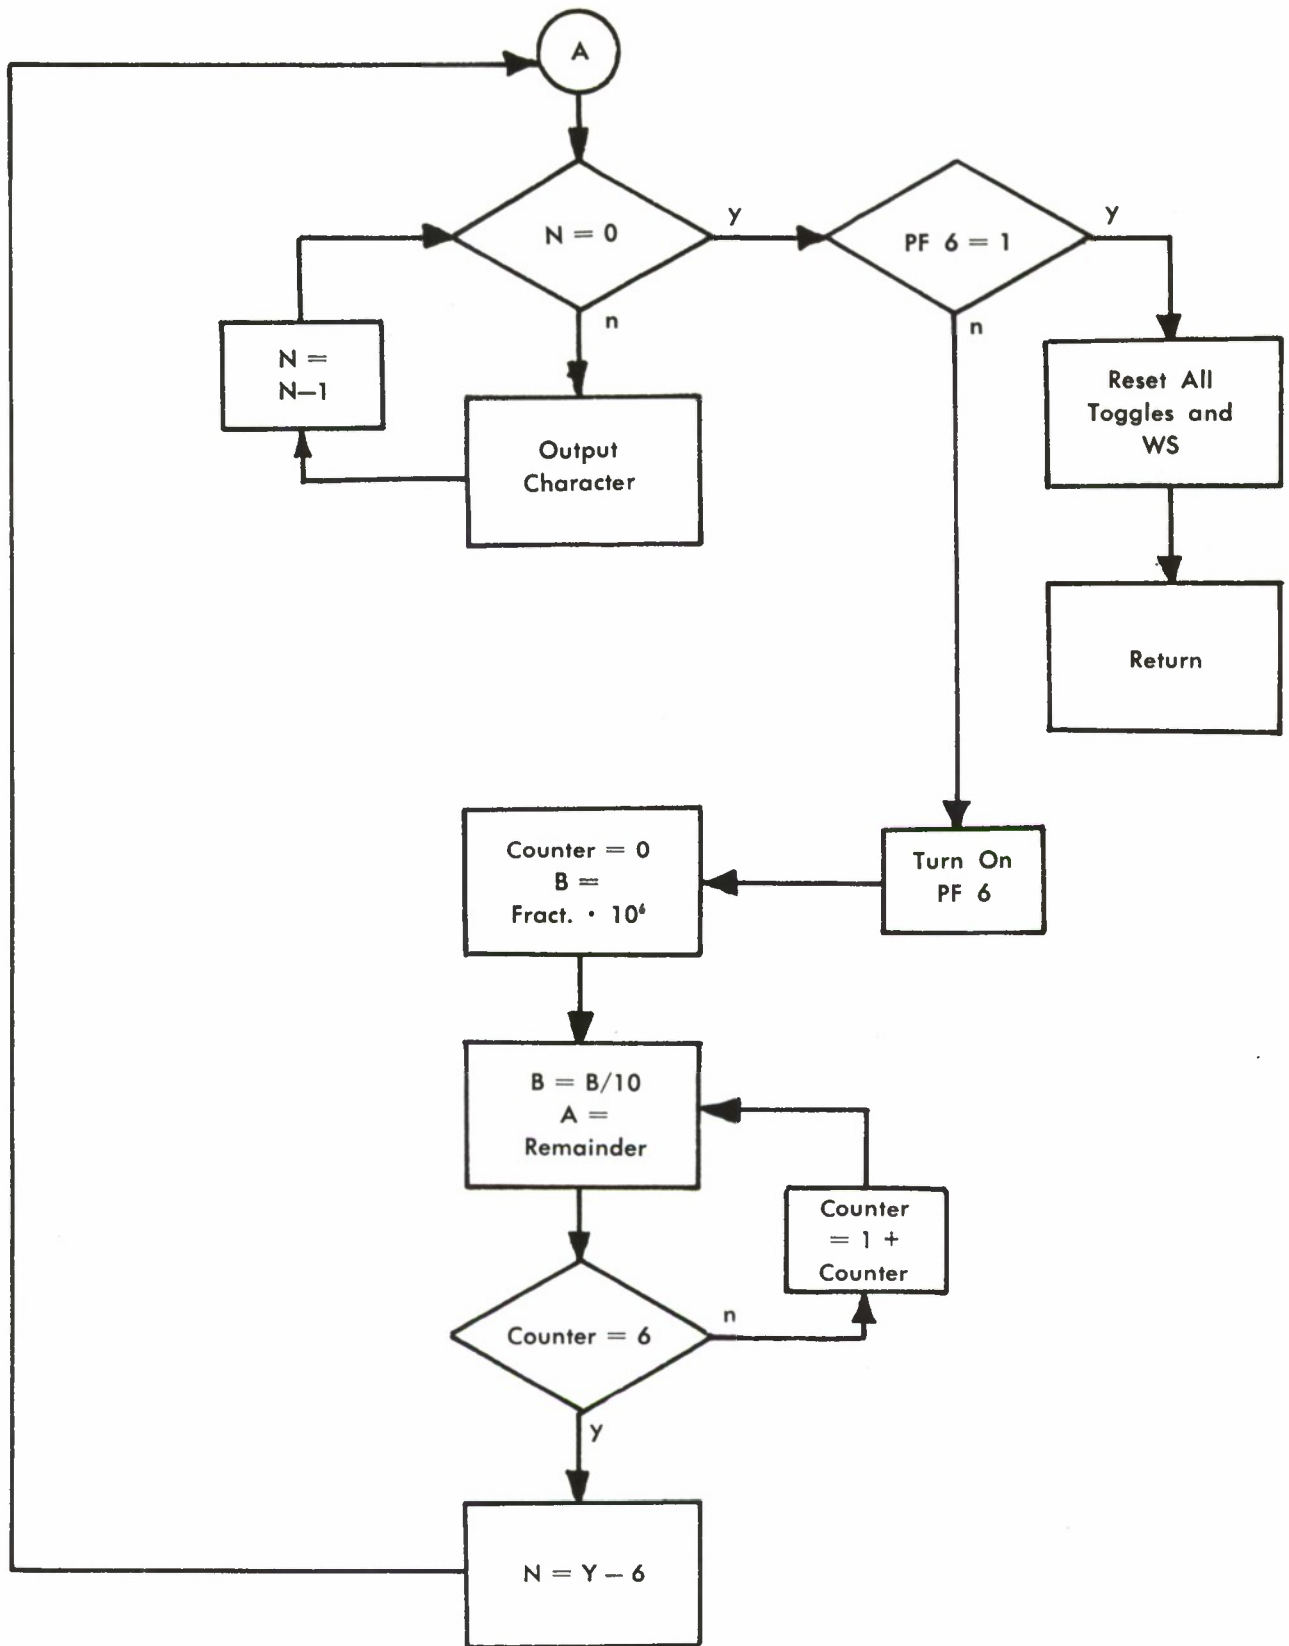 A
N = 0
y
n
PF 6 = 1
y
n
N =
N–1
Output
Character
Reset All
Toggles and
WS
Return
Turn On
PF 6
Counter = 0
B =
Fract. • 10⁶
B = B/10
A =
Remainder
Counter
= 1 +
Counter
Counter = 6
n
y
N = Y – 6